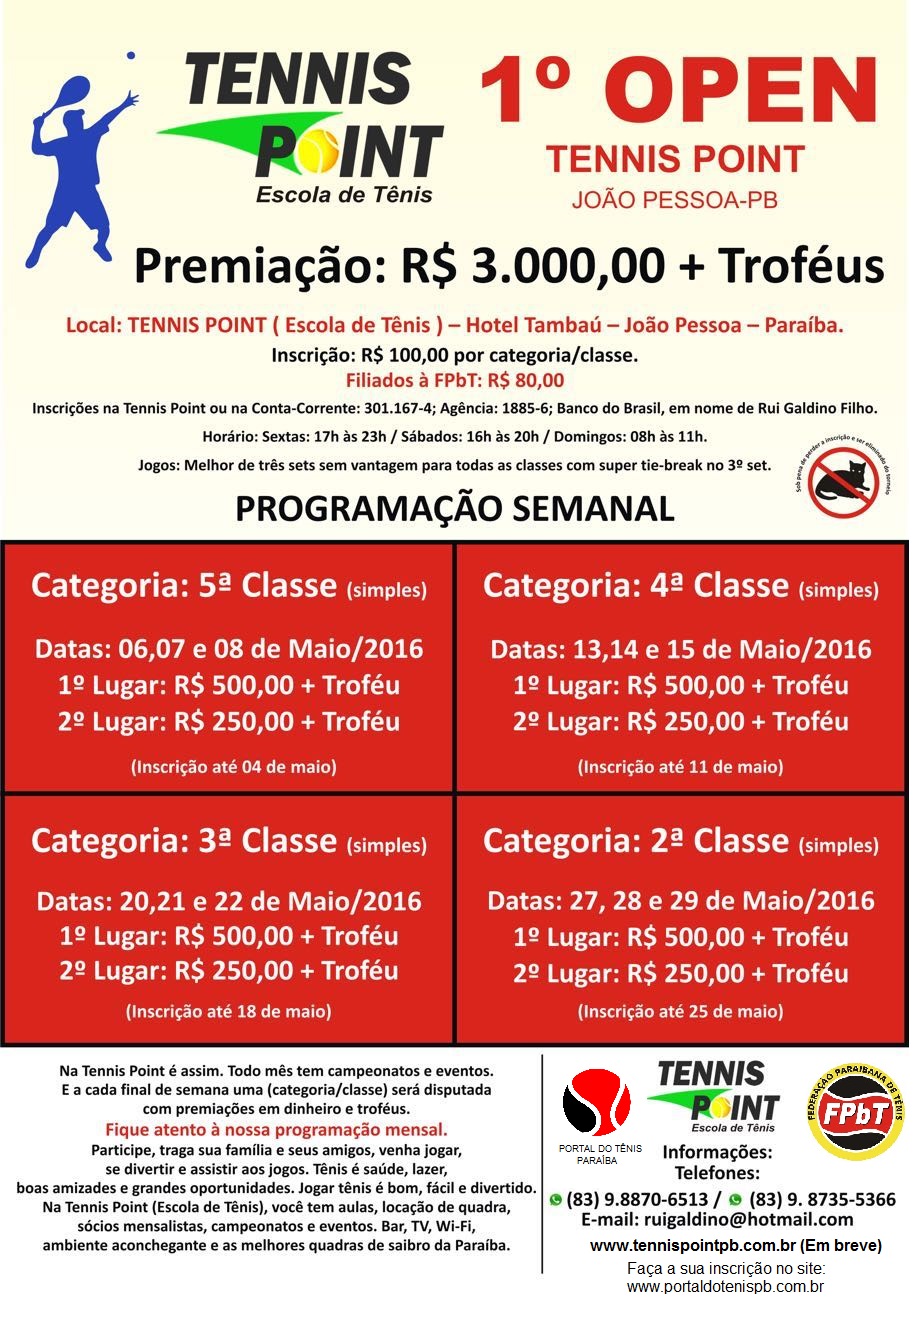 TENNIS
POINT
Escola de Tênis
1º OPEN
TENNIS POINT
JOÃO PESSOA-PB
Premiação: R$ 3.000,00 + Troféus
Local: TENNIS POINT ( Escola de Tênis ) – Hotel Tambaú – João Pessoa – Paraíba.
Inscrição: R$ 100,00 por categoria/classe.
Filiados à FPbT: R$ 80,00
Inscrições na Tennis Point ou na Conta-Corrente: 301.167-4; Agência: 1885-6; Banco do Brasil, em nome de Rui Galdino Filho.
Horário: Sextas: 17h às 23h / Sábados: 16h às 20h / Domingos: 08h às 11h.
Jogos: Melhor de três sets sem vantagem para todas as classes com super tie-break no 3º set.
Sob pena de perder a inscrição e ser eliminado do torneio
PROGRAMAÇÃO SEMANAL
Categoria: 5ª Classe (simples)
Datas: 06,07 e 08 de Maio/2016
1º Lugar: R$ 500,00 + Troféu
2º Lugar: R$ 250,00 + Troféu
(Inscrição até 04 de maio)
Categoria: 4ª Classe (simples)
Datas: 13,14 e 15 de Maio/2016
1º Lugar: R$ 500,00 + Troféu
2º Lugar: R$ 250,00 + Troféu
(Inscrição até 11 de maio)
Categoria: 3ª Classe (simples)
Datas: 20,21 e 22 de Maio/2016
1º Lugar: R$ 500,00 + Troféu
2º Lugar: R$ 250,00 + Troféu
(Inscrição até 18 de maio)
Categoria: 2ª Classe (simples)
Datas: 27, 28 e 29 de Maio/2016
1º Lugar: R$ 500,00 + Troféu
2º Lugar: R$ 250,00 + Troféu
(Inscrição até 25 de maio)
Na Tennis Point é assim. Todo mês tem campeonatos e eventos.
E a cada final de semana uma (categoria/classe) será disputada
com premiações em dinheiro e troféus.
Fique atento à nossa programação mensal.
Participe, traga sua família e seus amigos, venha jogar,
se divertir e assistir aos jogos. Tênis é saúde, lazer,
boas amizades e grandes oportunidades. Jogar tênis é bom, fácil e divertido.
Na Tennis Point (Escola de Tênis), você tem aulas, locação de quadra,
sócios mensalistas, campeonatos e eventos. Bar, TV, Wi-Fi,
ambiente aconchegante e as melhores quadras de saibro da Paraíba.
PORTAL DO TÊNIS
PARAÍBA
TENNIS
POINT
Escola de Tênis
FEDERAÇÃO PARAIBANA DE TÊNIS
FPbT
Informações:
Telefones:
(83) 9.8870-6513 / (83) 9. 8735-5366
E-mail: ruigaldino@hotmail.com
www.tennispointpb.com.br (Em breve)
Faça a sua inscrição no site:
www.portaldotenispb.com.br